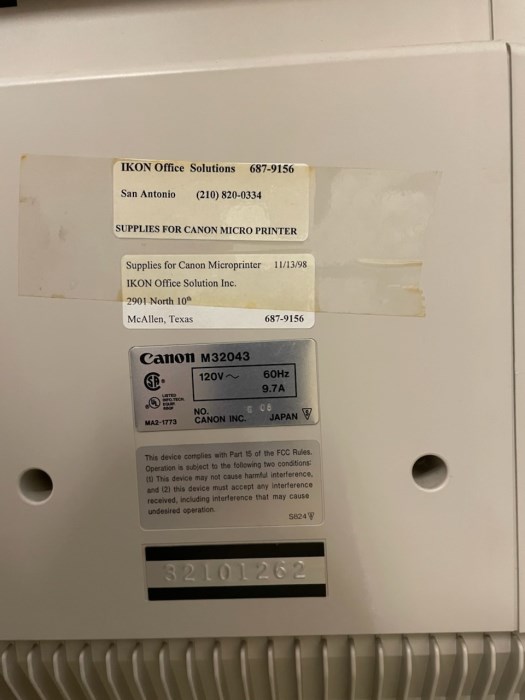 IKON Office Solutions 687-9156
San Antonio (210) 820-0334
SUPPLIES FOR CANON MICRO PRINTER
Supplies for Canon Microprinter 11/13/98
IKON Office Solution Inc.
2901 North 10th
McAllen, Texas 687-9156
Canon M32043
120V~ 60Hz
9.7A
LISTED
NO.
MA2-1773 CANON INC. JAPAN
This device complies with Part 15 of the FCC Rules.
Operation is subject to the following two conditions:
(1) This device may not cause harmful interference,
and (2) this device must accept any interference
received, including interference that may cause
undesired operation.
S824
32101262